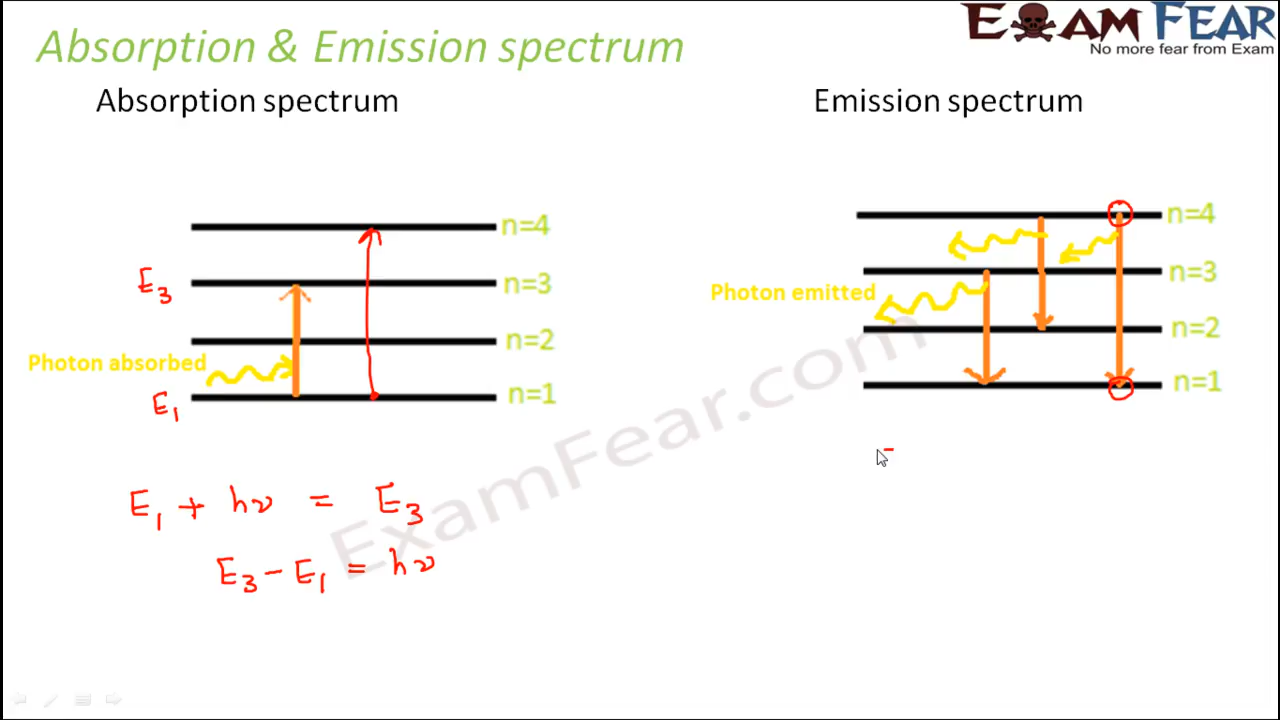 Absorption & Emission spectrum
EXAM FEAR
No more fear from Exam
Absorption spectrum
n=4
E3
n=3
n=2
Photon absorbed
E1
n=1
E1 + hν = E3
E3 − E1 = hν
Emission spectrum
n=4
n=3
Photon emitted
n=2
n=1
ExamFear.com